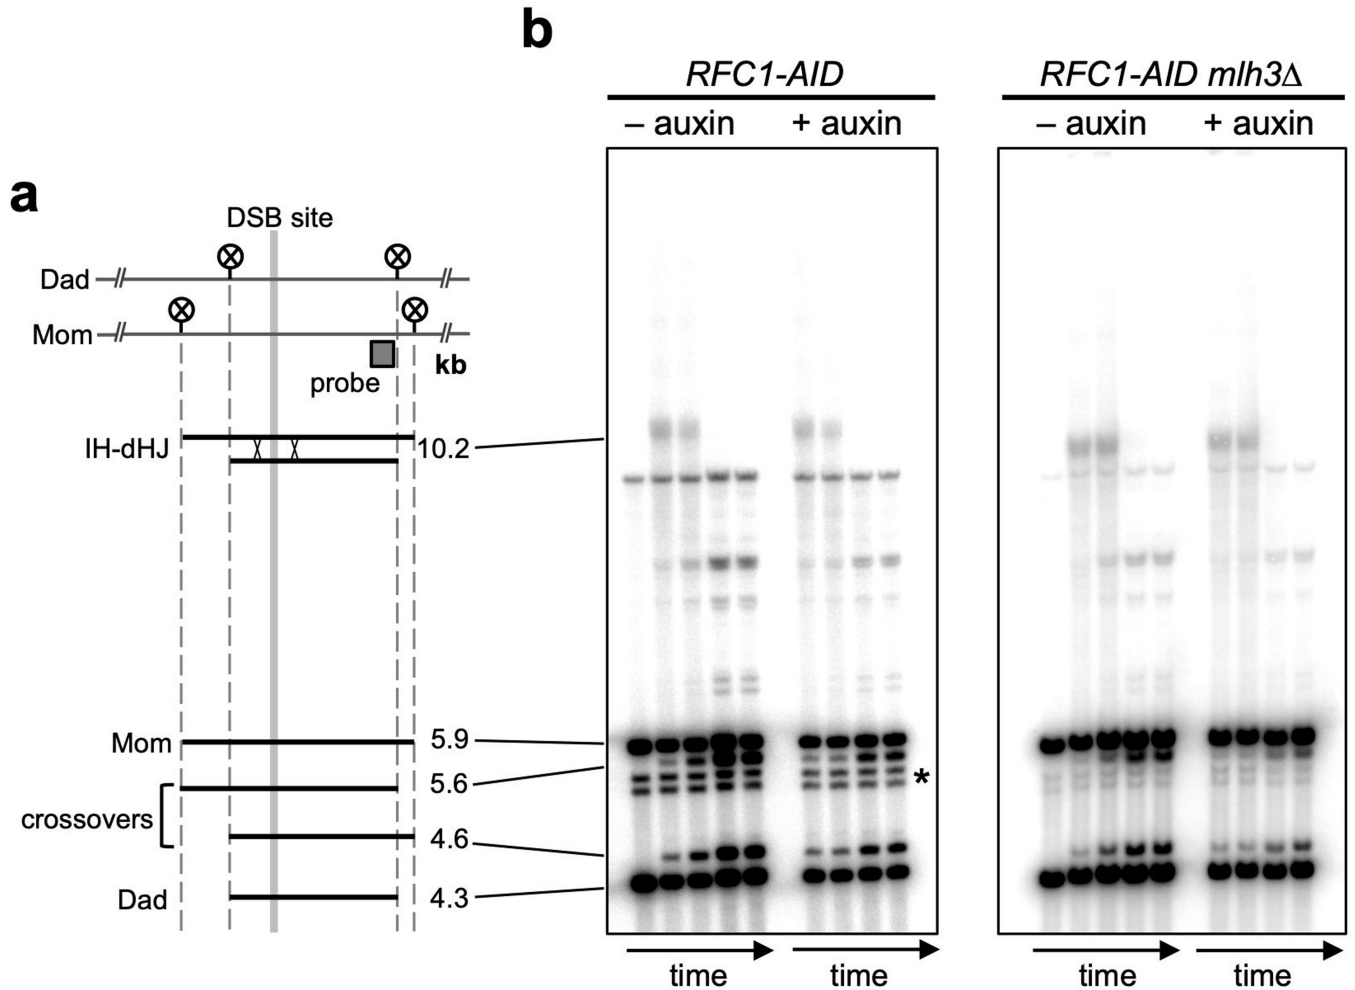 a
DSB site
Dad
Mom
probe
kb
IH-dHJ
10.2
Mom
5.9
5.6
crossovers
4.6
Dad
4.3
b
RFC1-AID
– auxin
+ auxin
*
time
time
RFC1-AID mlh3Δ
– auxin
+ auxin
time
time